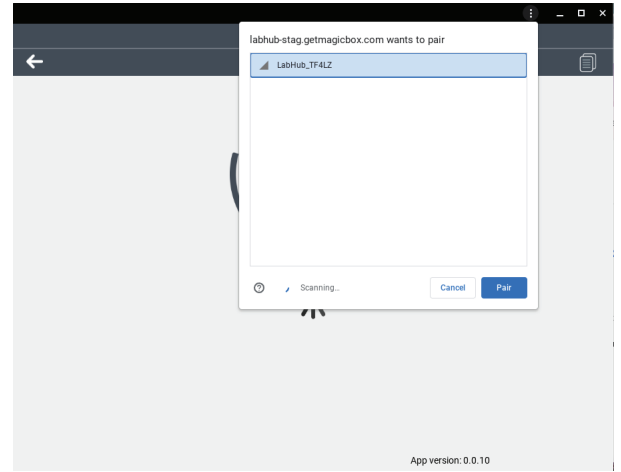 labhub-stag.getmagicbox.com wants to pair
LabHub_TF4LZ
Scanning…
Cancel
Pair
App version: 0.0.10